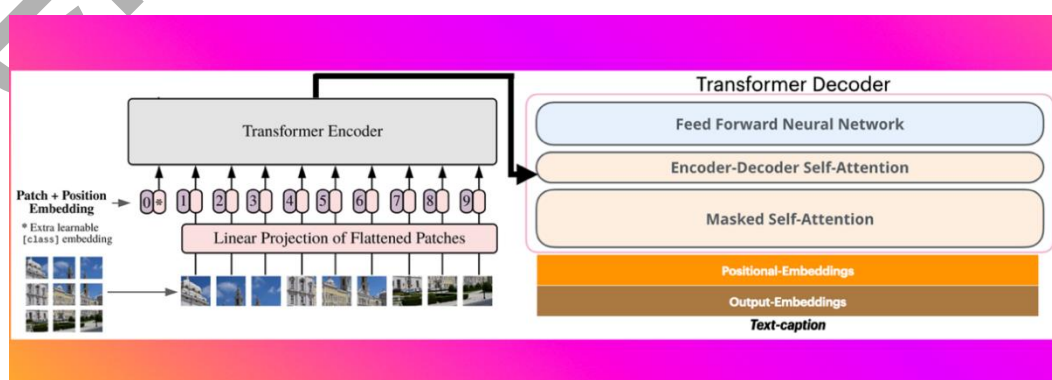 Transformer Encoder
Patch + Position
Embedding
0 * 1 2 3 4 5 6 7 8 9
* Extra learnable
[class] embedding
Linear Projection of Flattened Patches
Transformer Decoder
Feed Forward Neural Network
Encoder-Decoder Self-Attention
Masked Self-Attention
Positional-Embeddings
Output-Embeddings
Text-caption